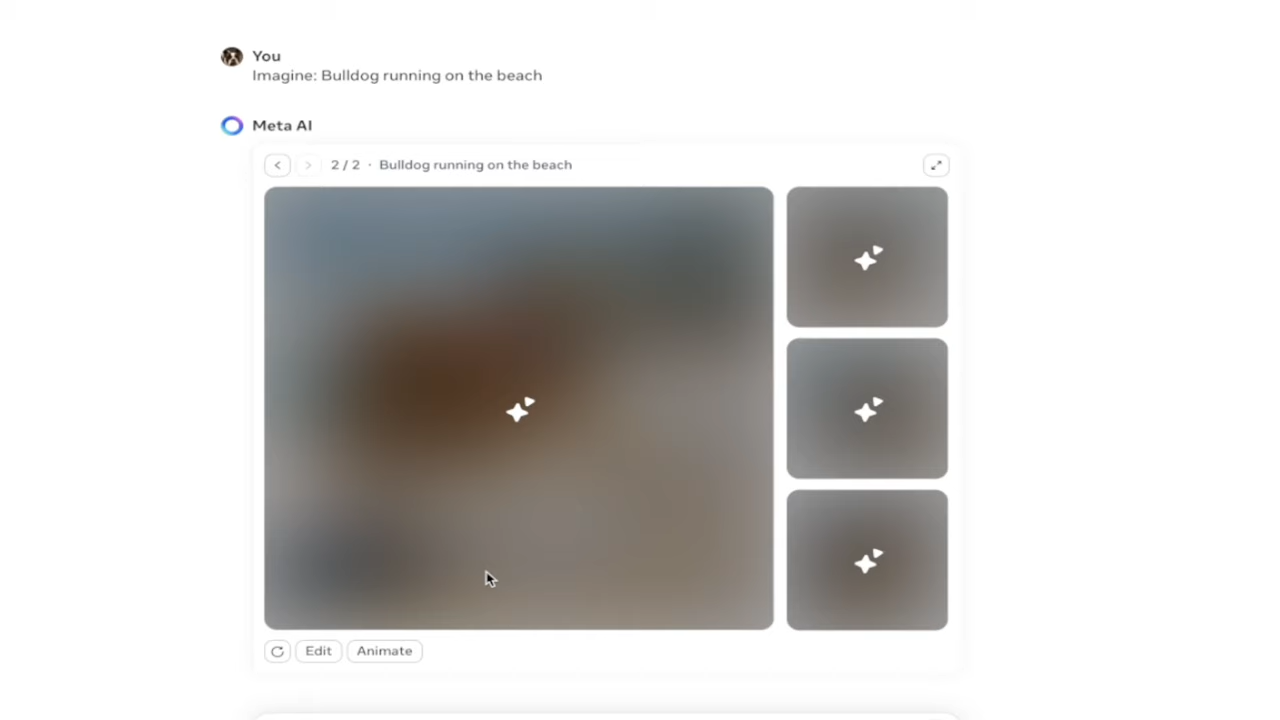 You
Imagine: Bulldog running on the beach
Meta AI
2 / 2 · Bulldog running on the beach
Edit
Animate